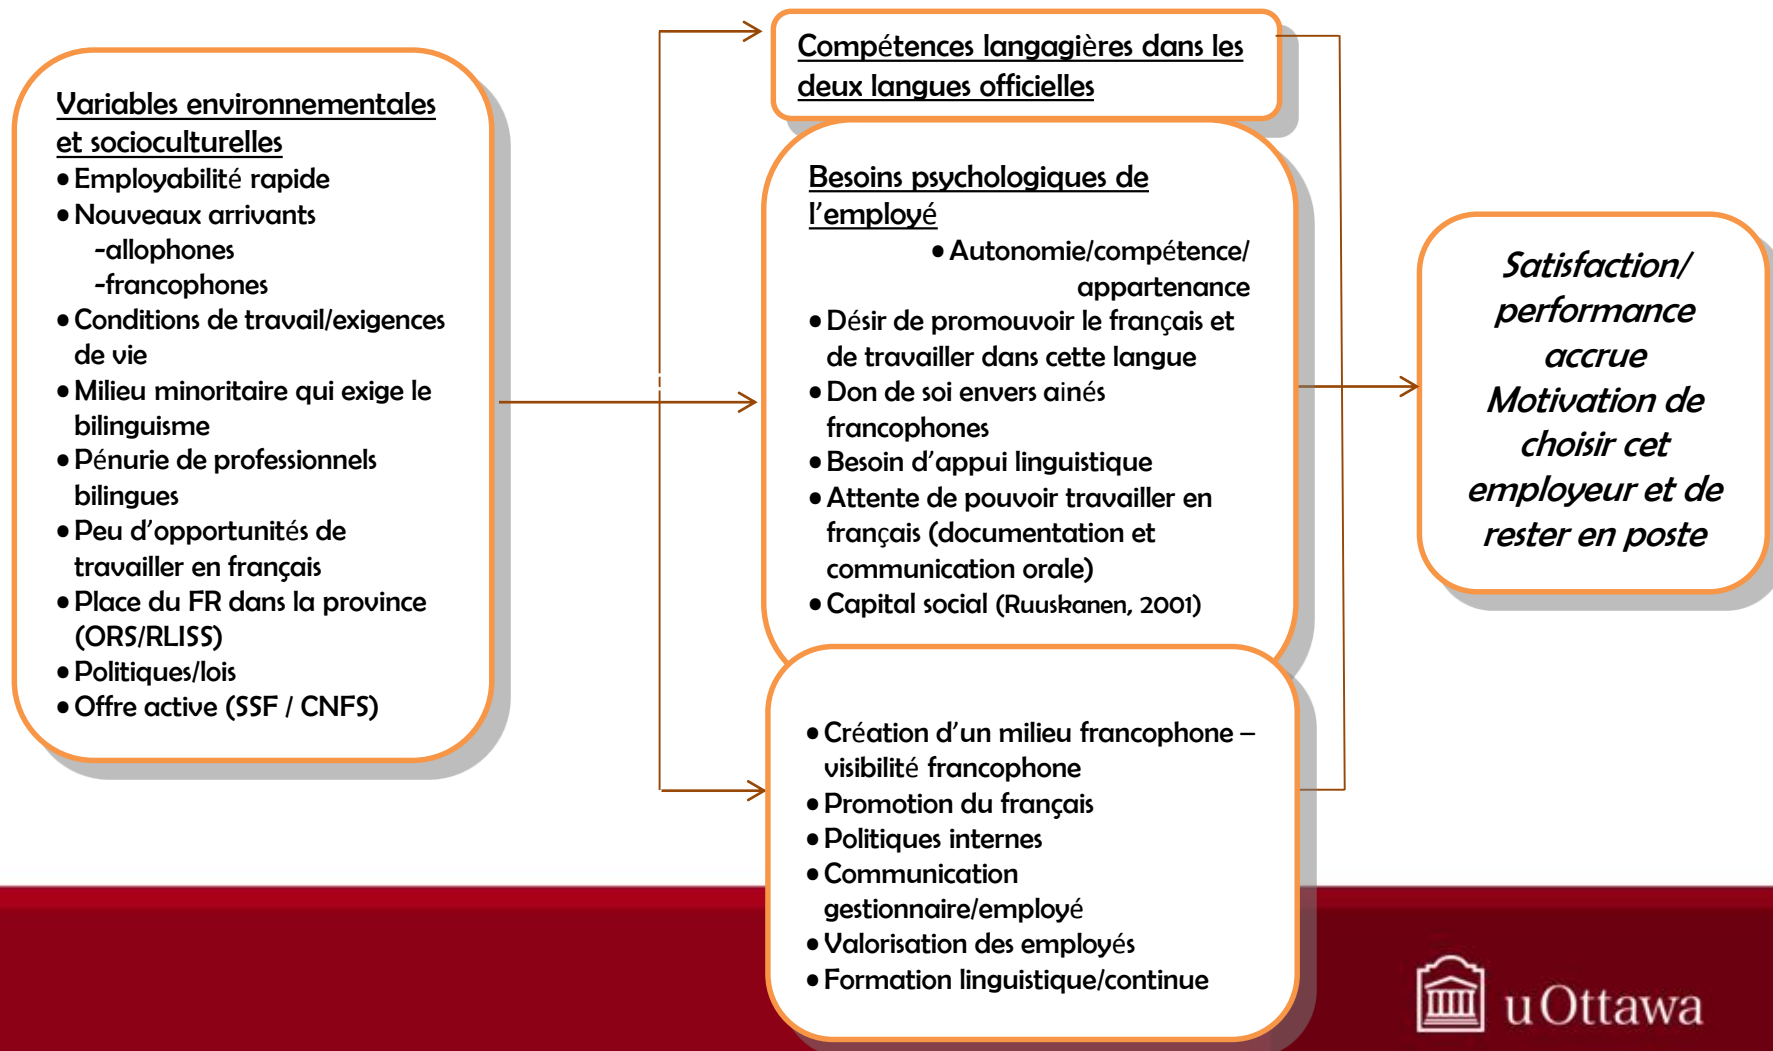 Variables environnementales
et socioculturelles
• Employabilité rapide
• Nouveaux arrivants
-allophones
-francophones
• Conditions de travail/exigences
de vie
• Milieu minoritaire qui exige le
bilinguisme
• Pénurie de professionnels
bilingues
• Peu d'opportunités de
travailler en français
• Place du FR dans la province
(ORS/RLISS)
• Politiques/lois
• Offre active (SSF / CNFS)
Compétences langagières dans les
deux langues officielles
Besoins psychologiques de
l'employé
• Autonomie/compétence/
appartenance
• Désir de promouvoir le français et
de travailler dans cette langue
• Don de soi envers ainés
francophones
• Besoin d'appui linguistique
• Attente de pouvoir travailler en
français (documentation et
communication orale)
• Capital social (Ruuskanen, 2001)
• Création d'un milieu francophone –
visibilité francophone
• Promotion du français
• Politiques internes
• Communication
gestionnaire/employé
• Valorisation des employés
• Formation linguistique/continue
Satisfaction/
performance
accrue
Motivation de
choisir cet
employeur et de
rester en poste
uOttawa